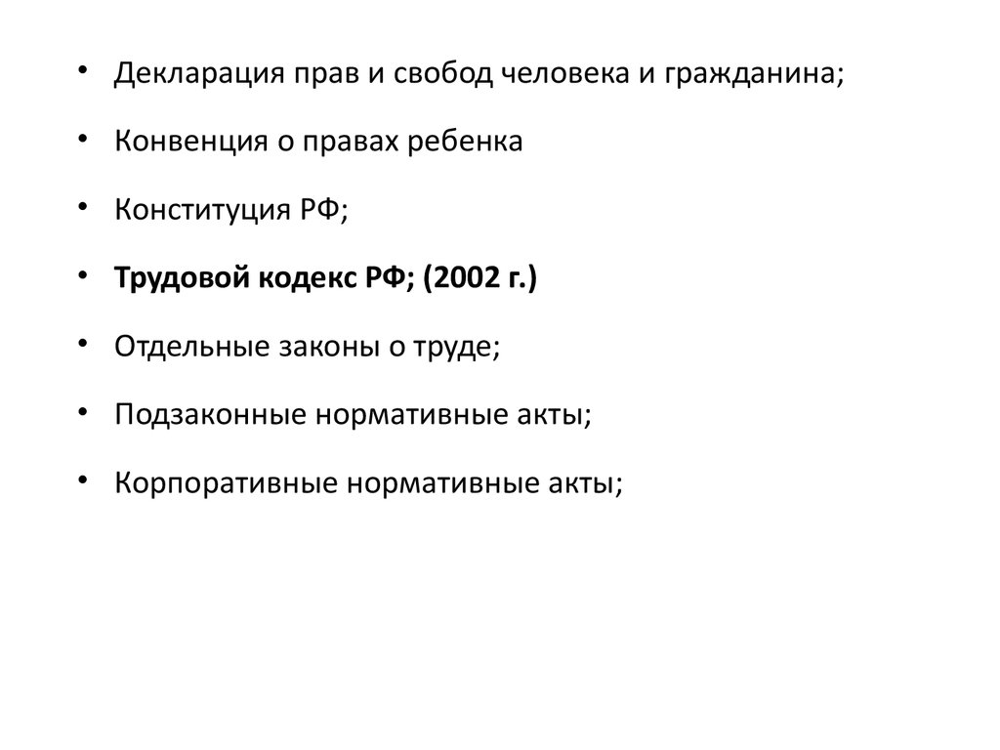 • Декларация прав и свобод человека и гражданина;
• Конвенция о правах ребенка
• Конституция РФ;
• Трудовой кодекс РФ; (2002 г.)
• Отдельные законы о труде;
• Подзаконные нормативные акты;
• Корпоративные нормативные акты;